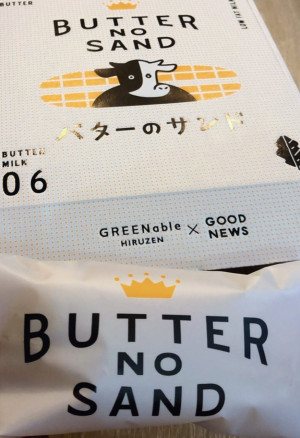 BUTTER
BUTTER
NO
SAND
バターのサンド
BUTTER
MILK
06
GREENable
HIRUZEN
×
GOOD
NEWS
BUTTER
NO
SAND